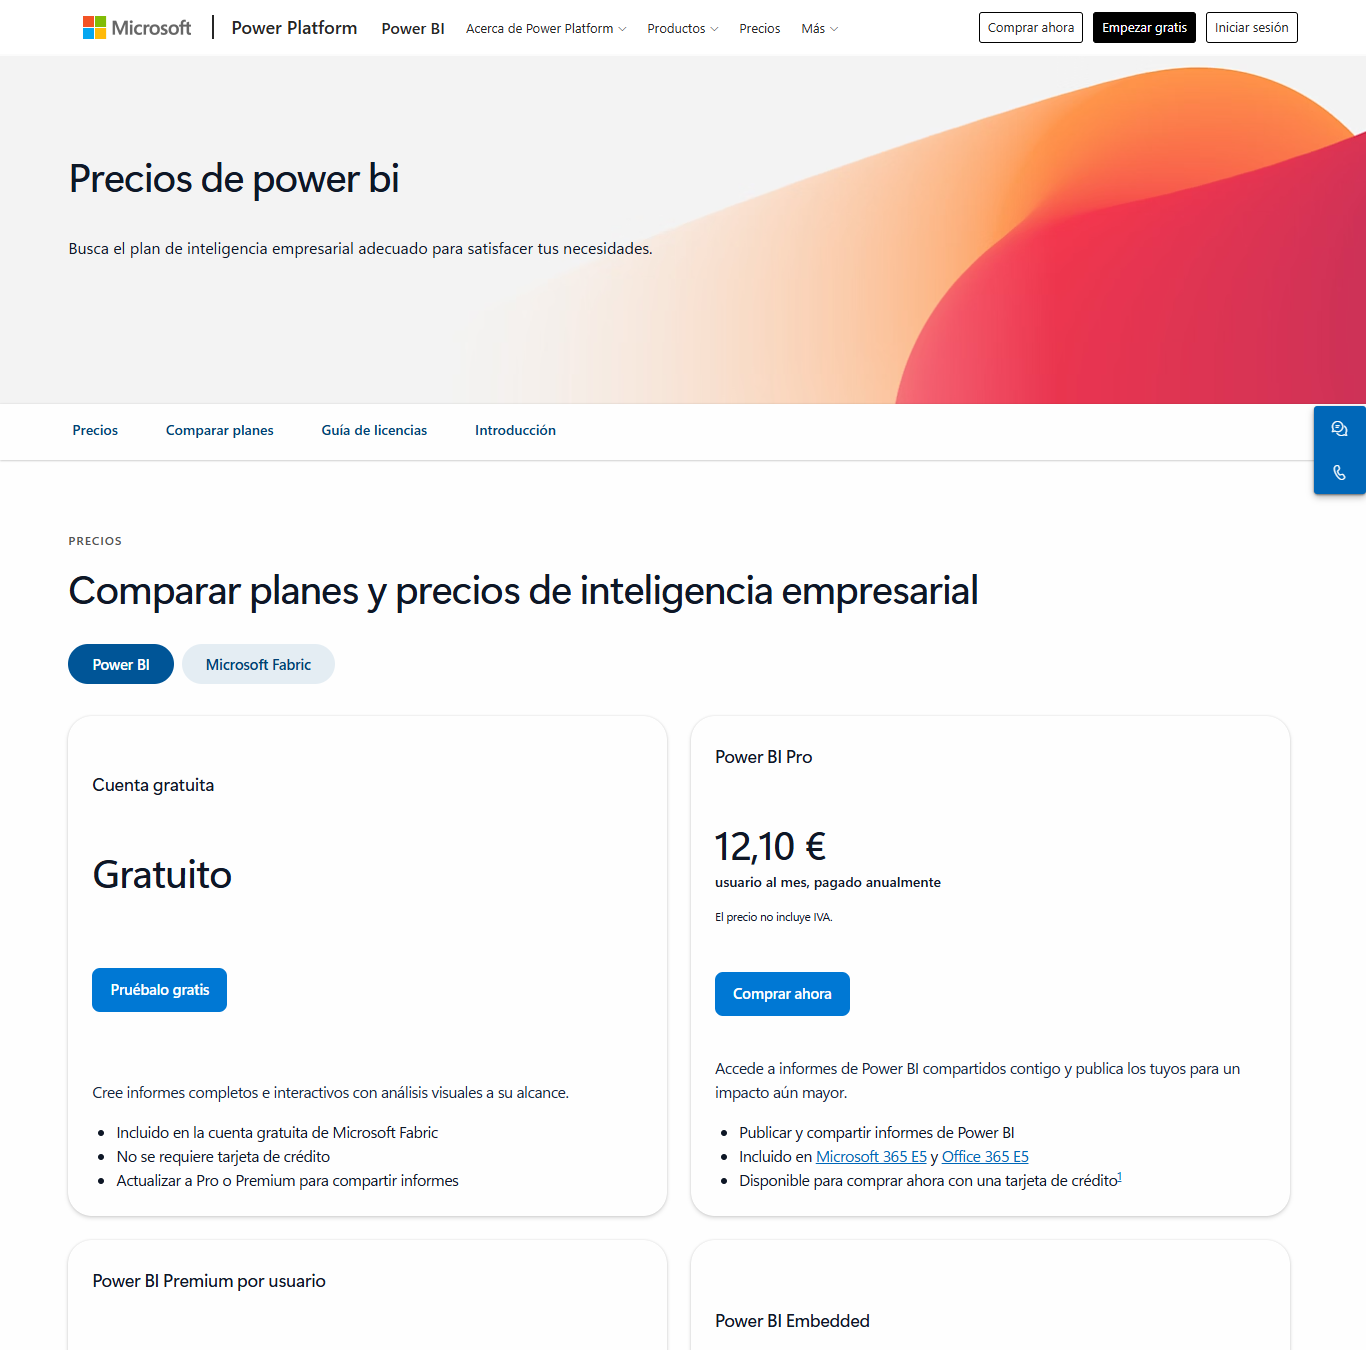 Microsoft
Power Platform
Power BI
Acerca de Power Platform
Productos
Precios
Más
Comprar ahora
Empezar gratis
Iniciar sesión
Precios de power bi
Busca el plan de inteligencia empresarial adecuado para satisfacer tus necesidades.
Precios
Comparar planes
Guía de licencias
Introducción
PRECIOS
Comparar planes y precios de inteligencia empresarial
Power BI
Microsoft Fabric
Cuenta gratuita
Gratuito
Pruébalo gratis
Cree informes completos e interactivos con análisis visuales a su alcance.
Incluido en la cuenta gratuita de Microsoft Fabric
No se requiere tarjeta de crédito
Actualizar a Pro o Premium para compartir informes
Power BI Pro
12,10 €
usuario al mes, pagado anualmente
El precio no incluye IVA.
Comprar ahora
Accede a informes de Power BI compartidos contigo y publica los tuyos para un
impacto aún mayor.
Publicar y compartir informes de Power BI
Incluido en Microsoft 365 E5 y Office 365 E5
Disponible para comprar ahora con una tarjeta de crédito1
Power BI Premium por usuario
Power BI Embedded